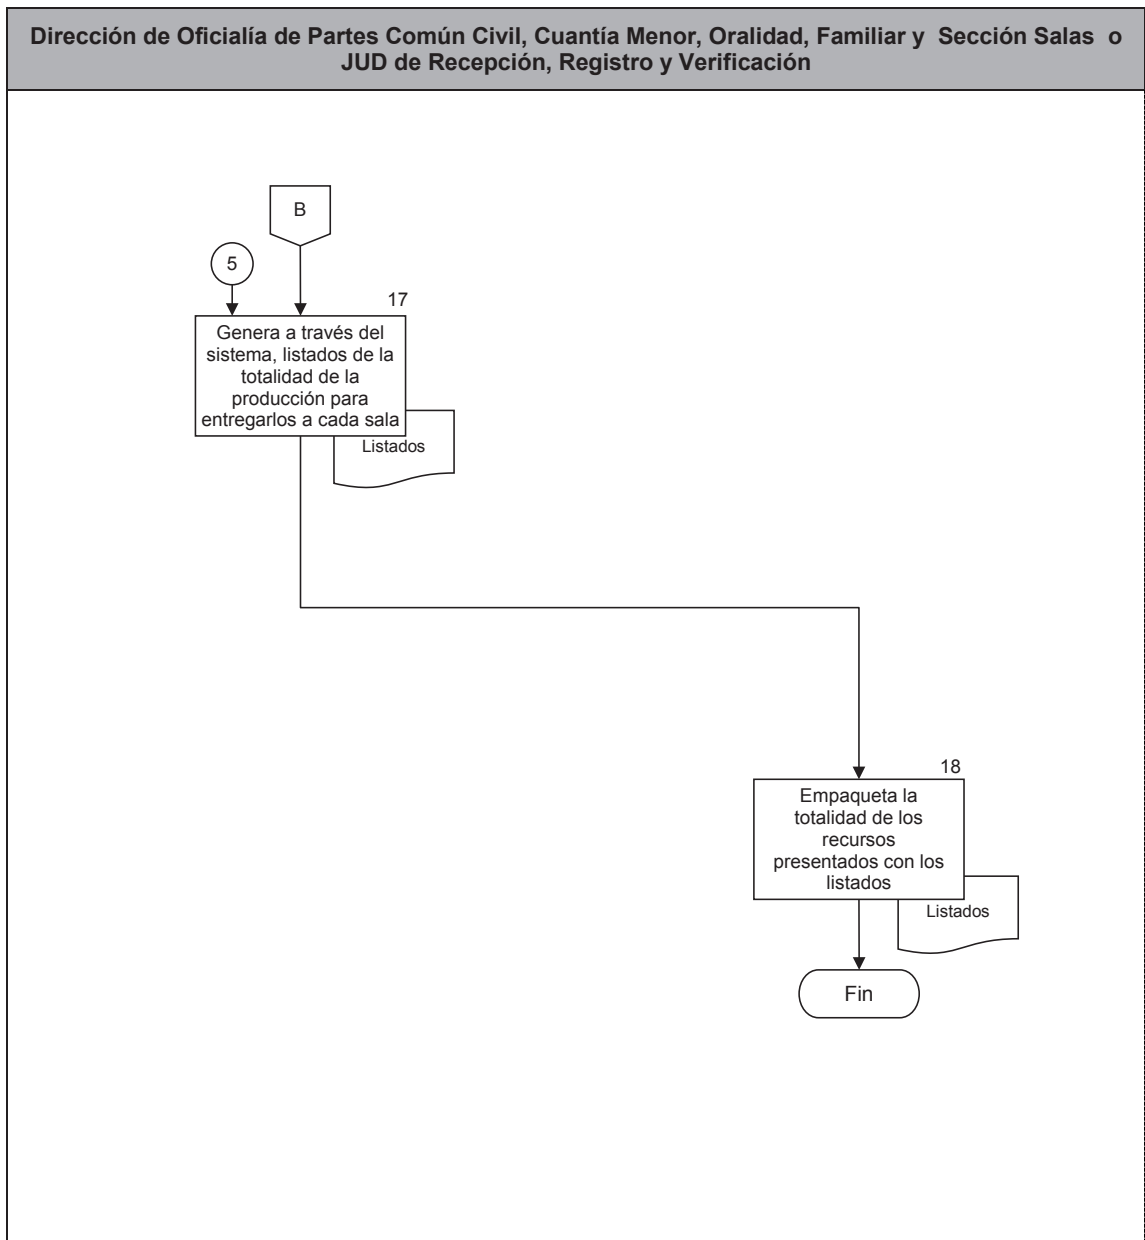 Dirección de Oficialía de Partes Común Civil, Cuantía Menor, Oralidad, Familiar y Sección Salas o
JUD de Recepción, Registro y Verificación
B
5
17
Genera a través del
sistema, listados de la
totalidad de la
producción para
entregarlos a cada sala
Listados
18
Empaqueta la
totalidad de los
recursos
presentados con los
listados
Listados
Fin